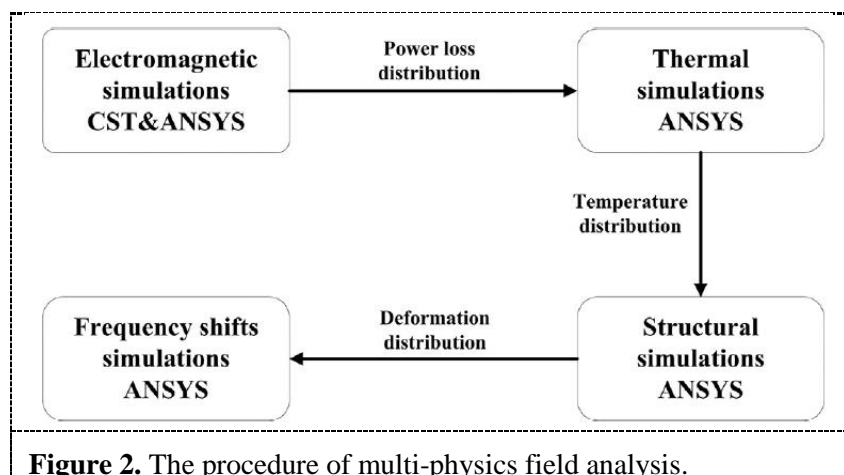 Electromagnetic
simulations
CST&ANSYS
Power loss
distribution
Thermal
simulations
ANSYS
Temperature
distribution
Structural
simulations
ANSYS
Deformation
distribution
Frequency shifts
simulations
ANSYS
Figure 2. The procedure of multi-physics field analysis.